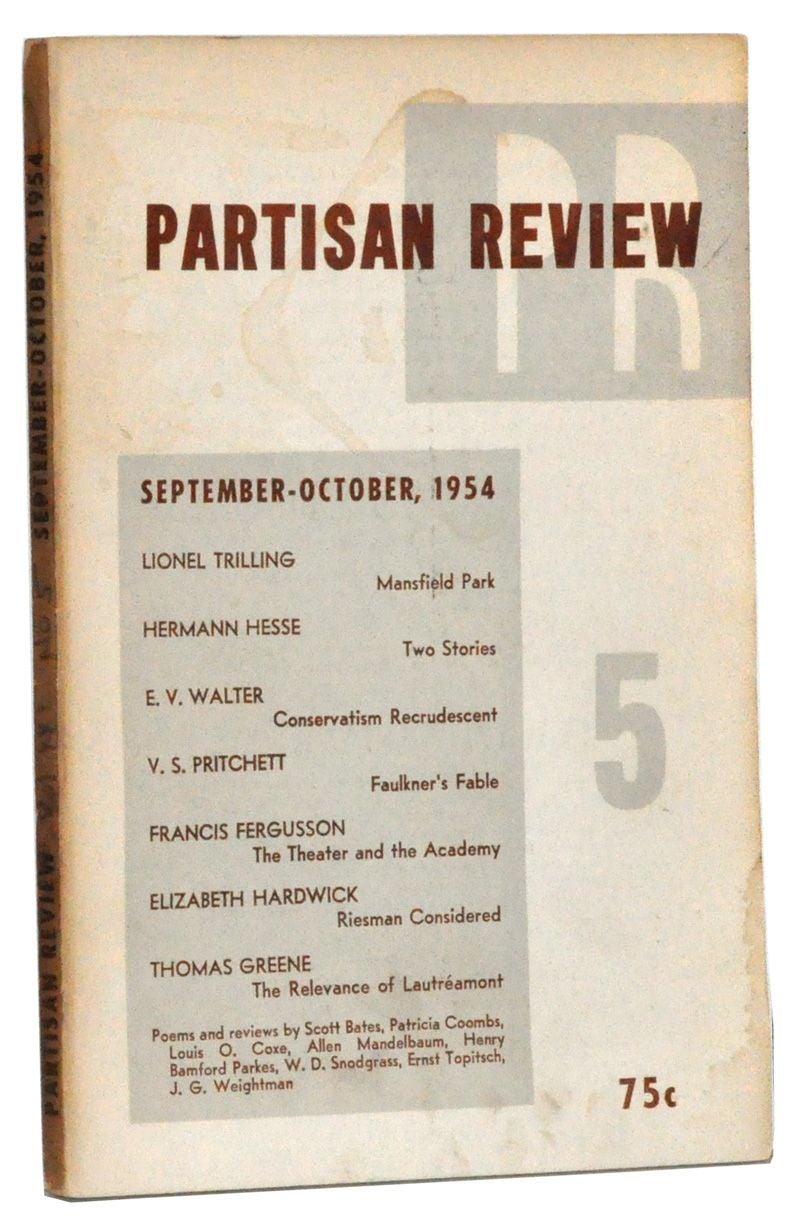 PR
PARTISAN REVIEW
SEPTEMBER-OCTOBER, 1954
LIONEL TRILLING
Mansfield Park
HERMANN HESSE
Two Stories
E. V. WALTER
Conservatism Recrudescent
V. S. PRITCHETT
Faulkner's Fable
FRANCIS FERGUSSON
The Theater and the Academy
ELIZABETH HARDWICK
Riesman Considered
THOMAS GREENE
The Relevance of Lautréamont
Poems and reviews by Scott Bates, Patricia Coombs,
Louis O. Coxe, Allen Mandelbaum, Henry
Bamford Parkes, W. D. Snodgrass, Ernst Topitsch,
J. G. Weightman
5
75c
PARTISAN REVIEW SEPTEMBER-OCTOBER, 1954